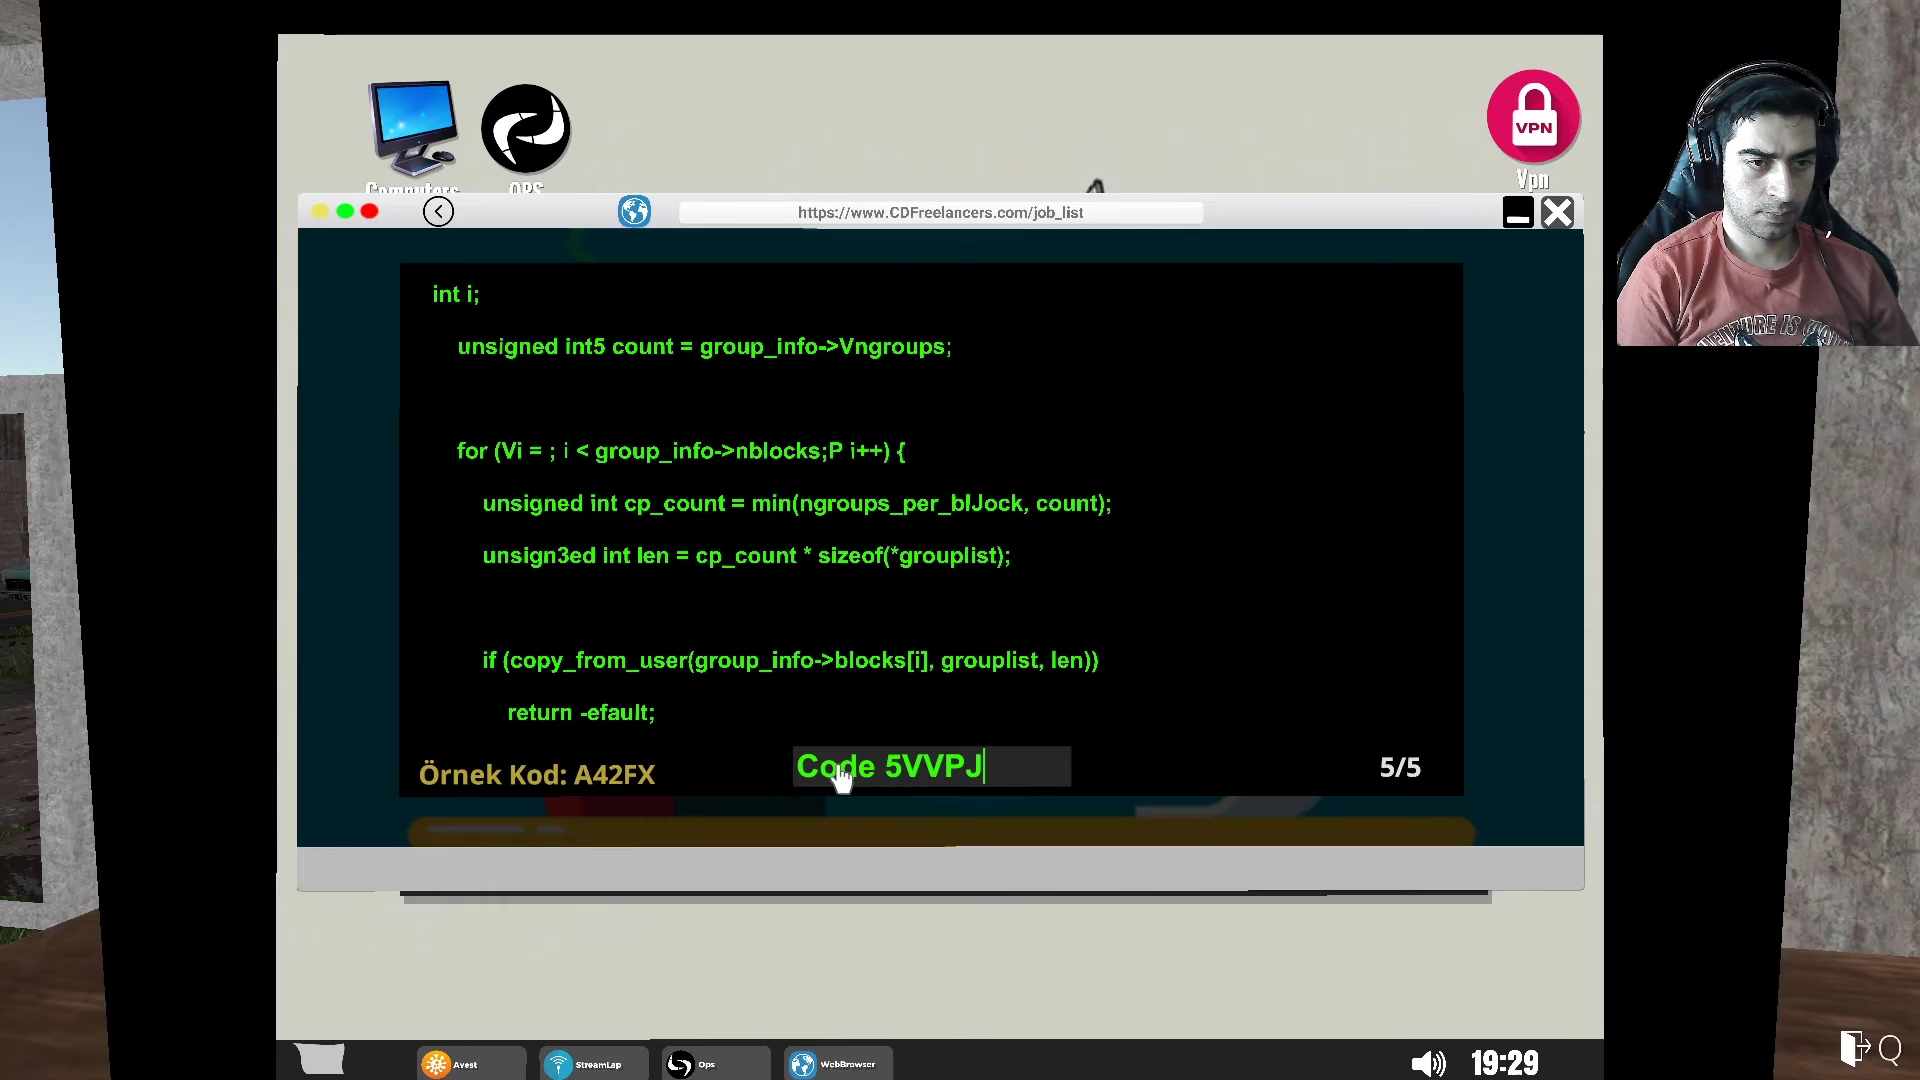 VPN
Computers OPS
Vpn
https://www.CDFreelancers.com/job_list
int i;
unsigned int5 count = group_info->Vngroups;
for (Vi = ; i < group_info->nblocks;P i++) {
unsigned int cp_count = min(ngroups_per_blJock, count);
unsign3ed int len = cp_count * sizeof(*grouplist);
if (copy_from_user(group_info->blocks[i], grouplist, len))
return -efault;
Örnek Kod: A42FX
Code 5VVPJ
5/5
Avest StreamLap Ops WebBrowser
19:29
Q